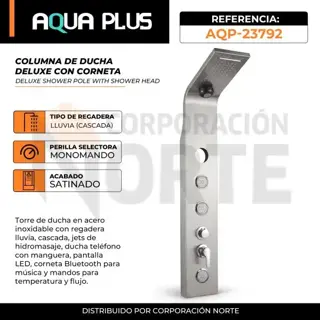 AQUA PLUS
REFERENCIA:
AQP-23792
COLUMNA DE DUCHA
DELUXE CON CORNETA
DELUXE SHOWER POLE WITH SHOWER HEAD
TIPO DE REGADERA
LLUVIA (CASCADA)
PERILLA SELECTORA
MONOMANDO
ACABADO
SATINADO
CORPORACIÓN
NORTE
Torre de ducha en acero
inoxidable con regadera
lluvia, cascada, jets de
hidromasaje, ducha teléfono
con manguera, pantalla
LED, corneta Bluetooth para
música y mandos para
temperatura y flujo.
DISTRIBUIDO POR CORPORACIÓN NORTE